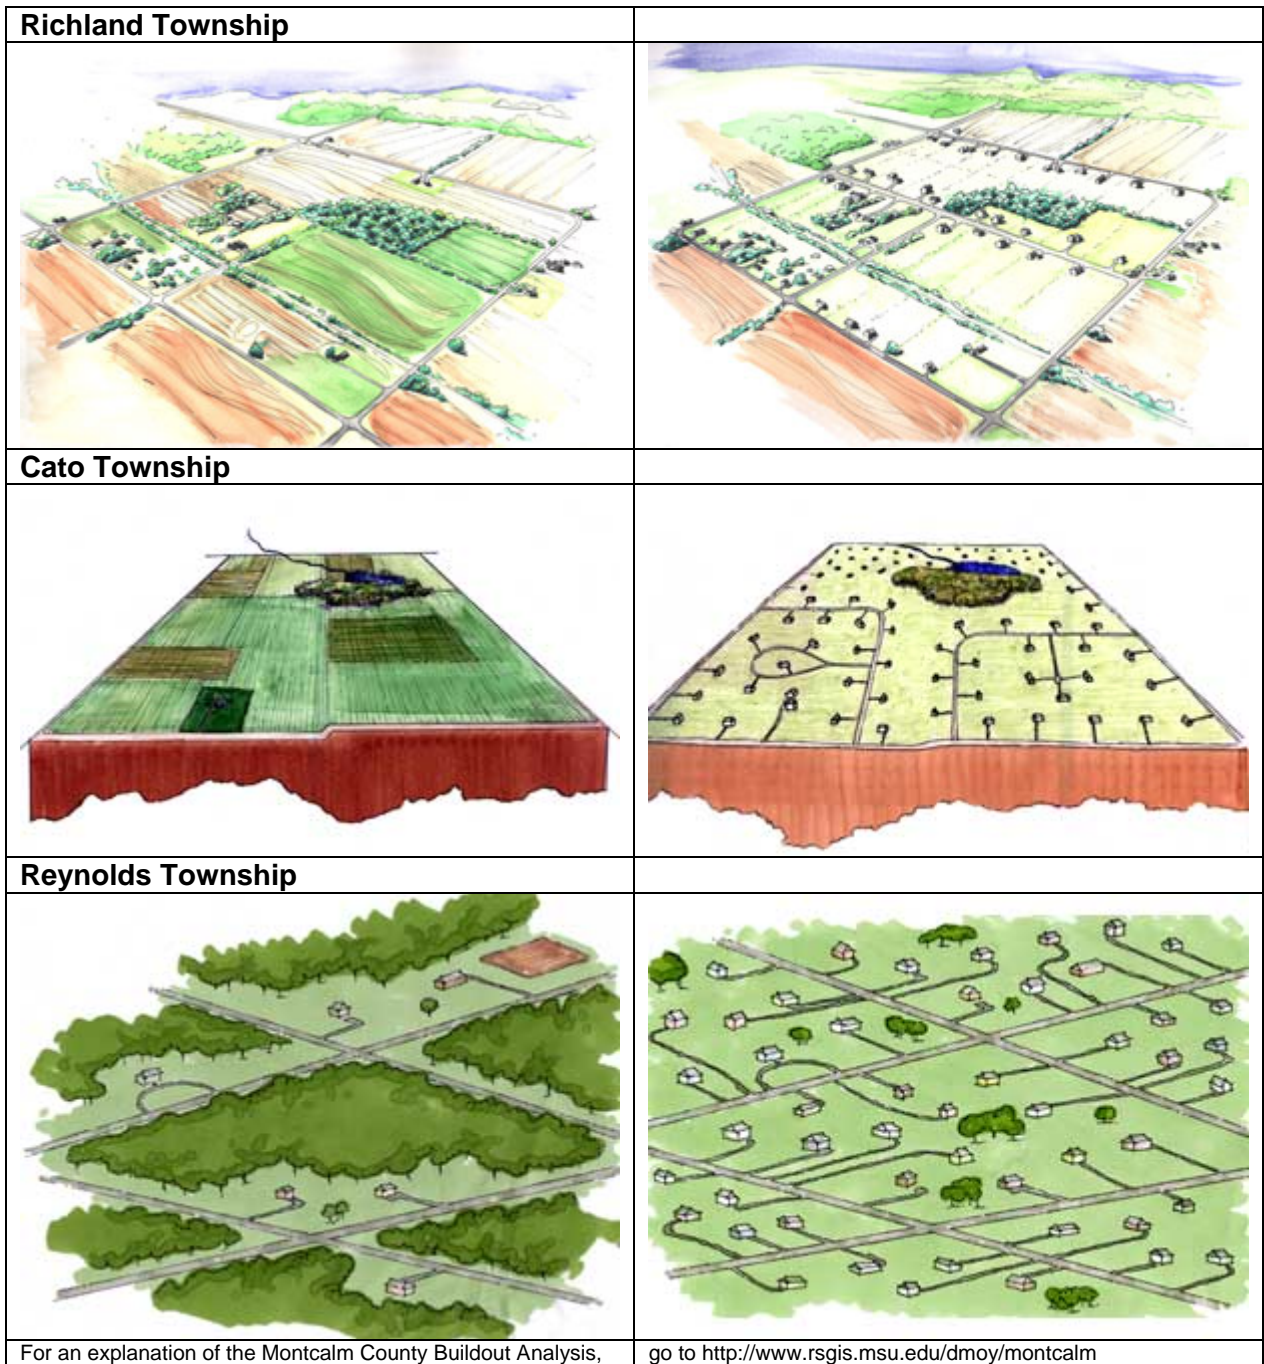 Richland Township
Cato Township
Reynolds Township
For an explanation of the Montcalm County Buildout Analysis,
go to http://www.rsgis.msu.edu/dmoy/montcalm